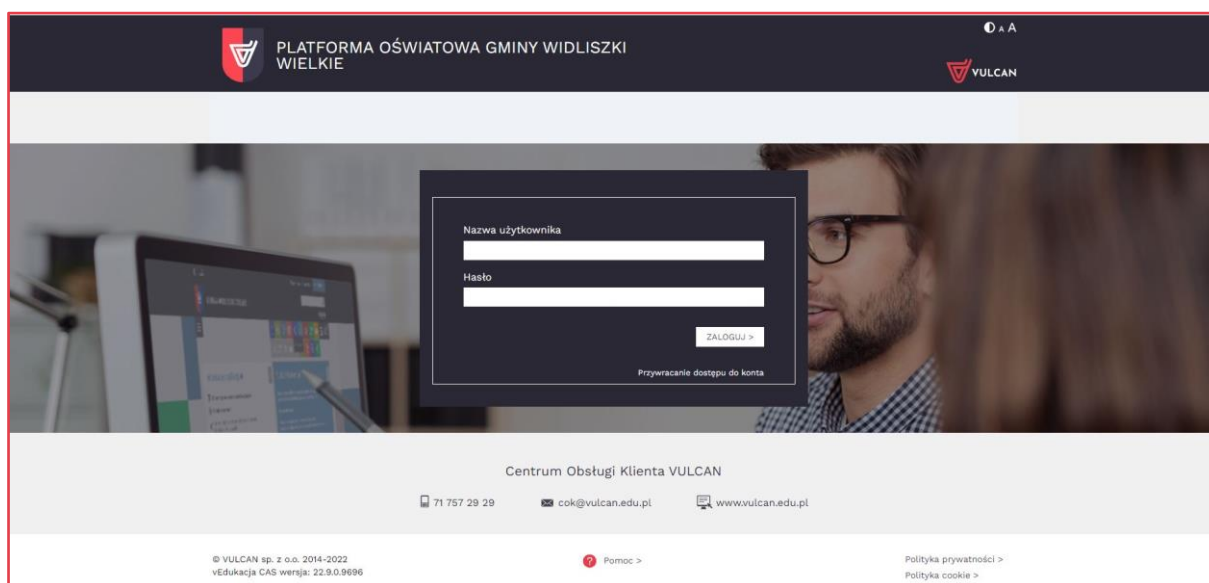 PLATFORMA OŚWIATOWA GMINY WIDLISZKI
WIELKIE
A A
VULCAN
Nazwa użytkownika
Hasło
ZALOGUJ >
Przywracanie dostępu do konta
Centrum Obsługi Klienta VULCAN
71 757 29 29
cok@vulcan.edu.pl
www.vulcan.edu.pl
© VULCAN sp. z o.o. 2014-2022
vEdukacja CAS wersja: 22.9.0.9696
? Pomoc >
Polityka prywatności >
Polityka cookie >